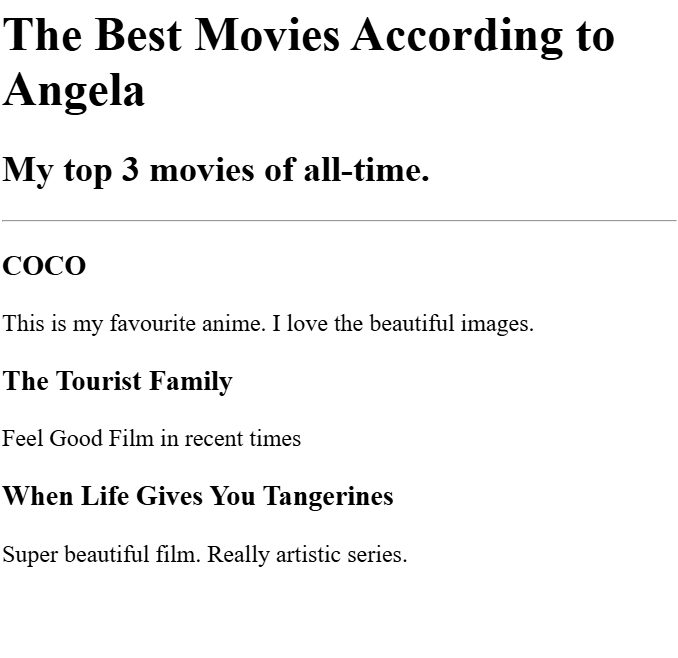 The Best Movies According to
Angela
My top 3 movies of all-time.
COCO
This is my favourite anime. I love the beautiful images.
The Tourist Family
Feel Good Film in recent times
When Life Gives You Tangerines
Super beautiful film. Really artistic series.